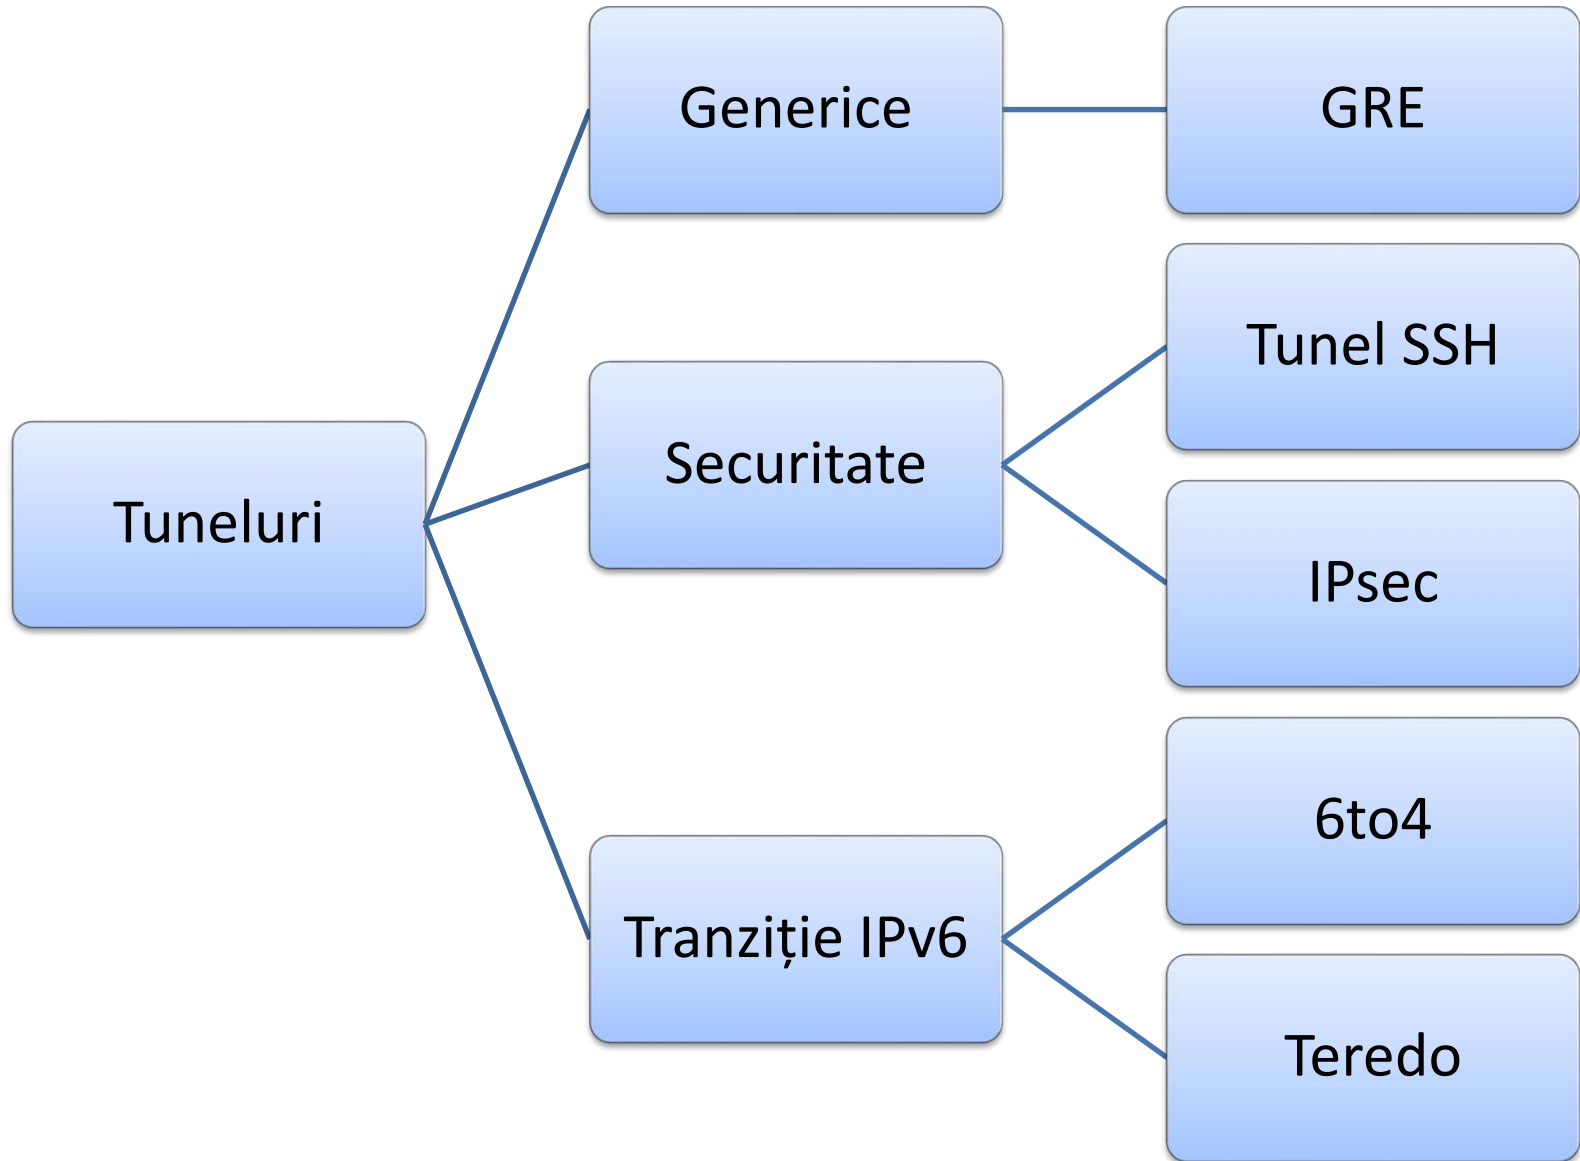 Tuneluri
Generice
GRE
Securitate
Tunel SSH
IPsec
Tranziție IPv6
6to4
Teredo